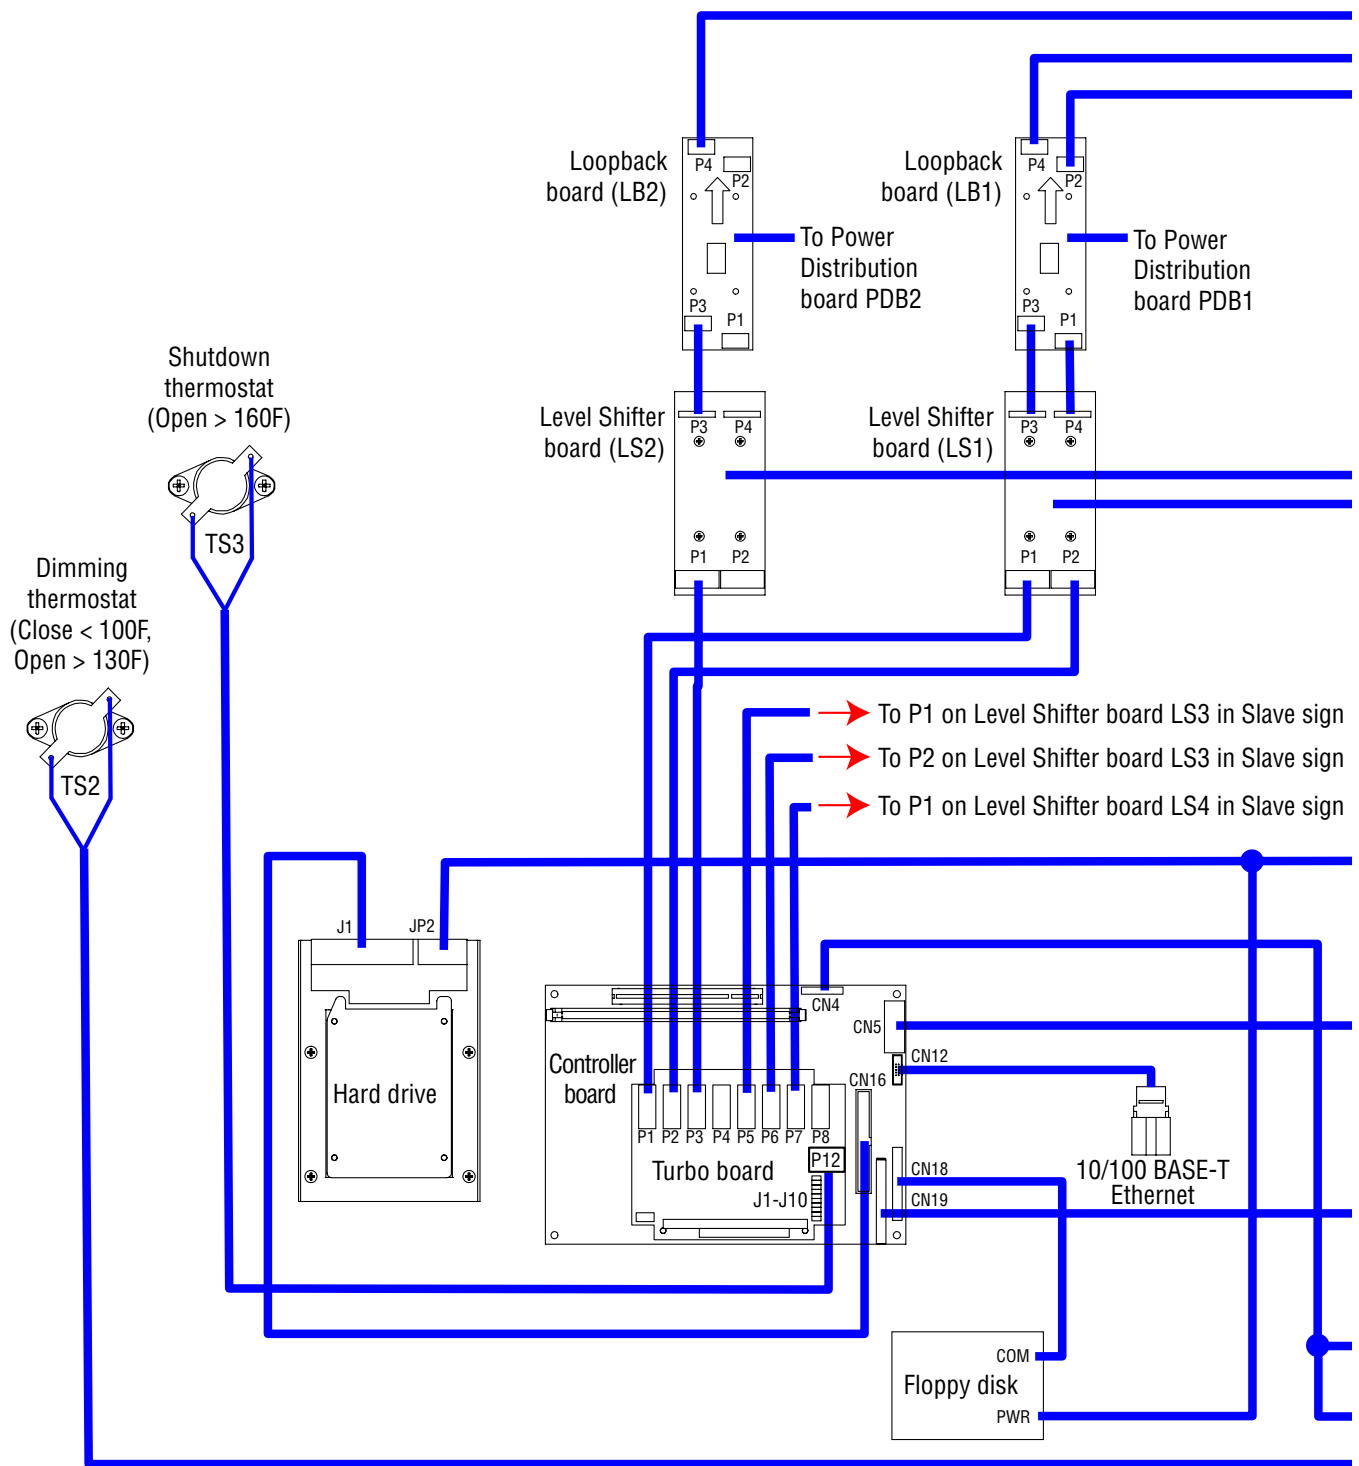 Loopback
board (LB2)
P4
P2
P3
P1
To Power
Distribution
board PDB2
Loopback
board (LB1)
P4
P2
P3
P1
To Power
Distribution
board PDB1
Shutdown
thermostat
(Open > 160F)
TS3
Level Shifter
board (LS2)
P3
P4
P1
P2
Level Shifter
board (LS1)
P3
P4
P1
P2
Dimming
thermostat
(Close < 100F,
Open > 130F)
TS2
To P1 on Level Shifter board LS3 in Slave sign
To P2 on Level Shifter board LS3 in Slave sign
To P1 on Level Shifter board LS4 in Slave sign
J1
JP2
Hard drive
Controller
board
CN4
CN5
CN12
CN16
P1
P2
P3
P4
P5
P6
P7
P8
P12
Turbo board
J1-J10
CN18
CN19
10/100 BASE-T
Ethernet
COM
Floppy disk
PWR